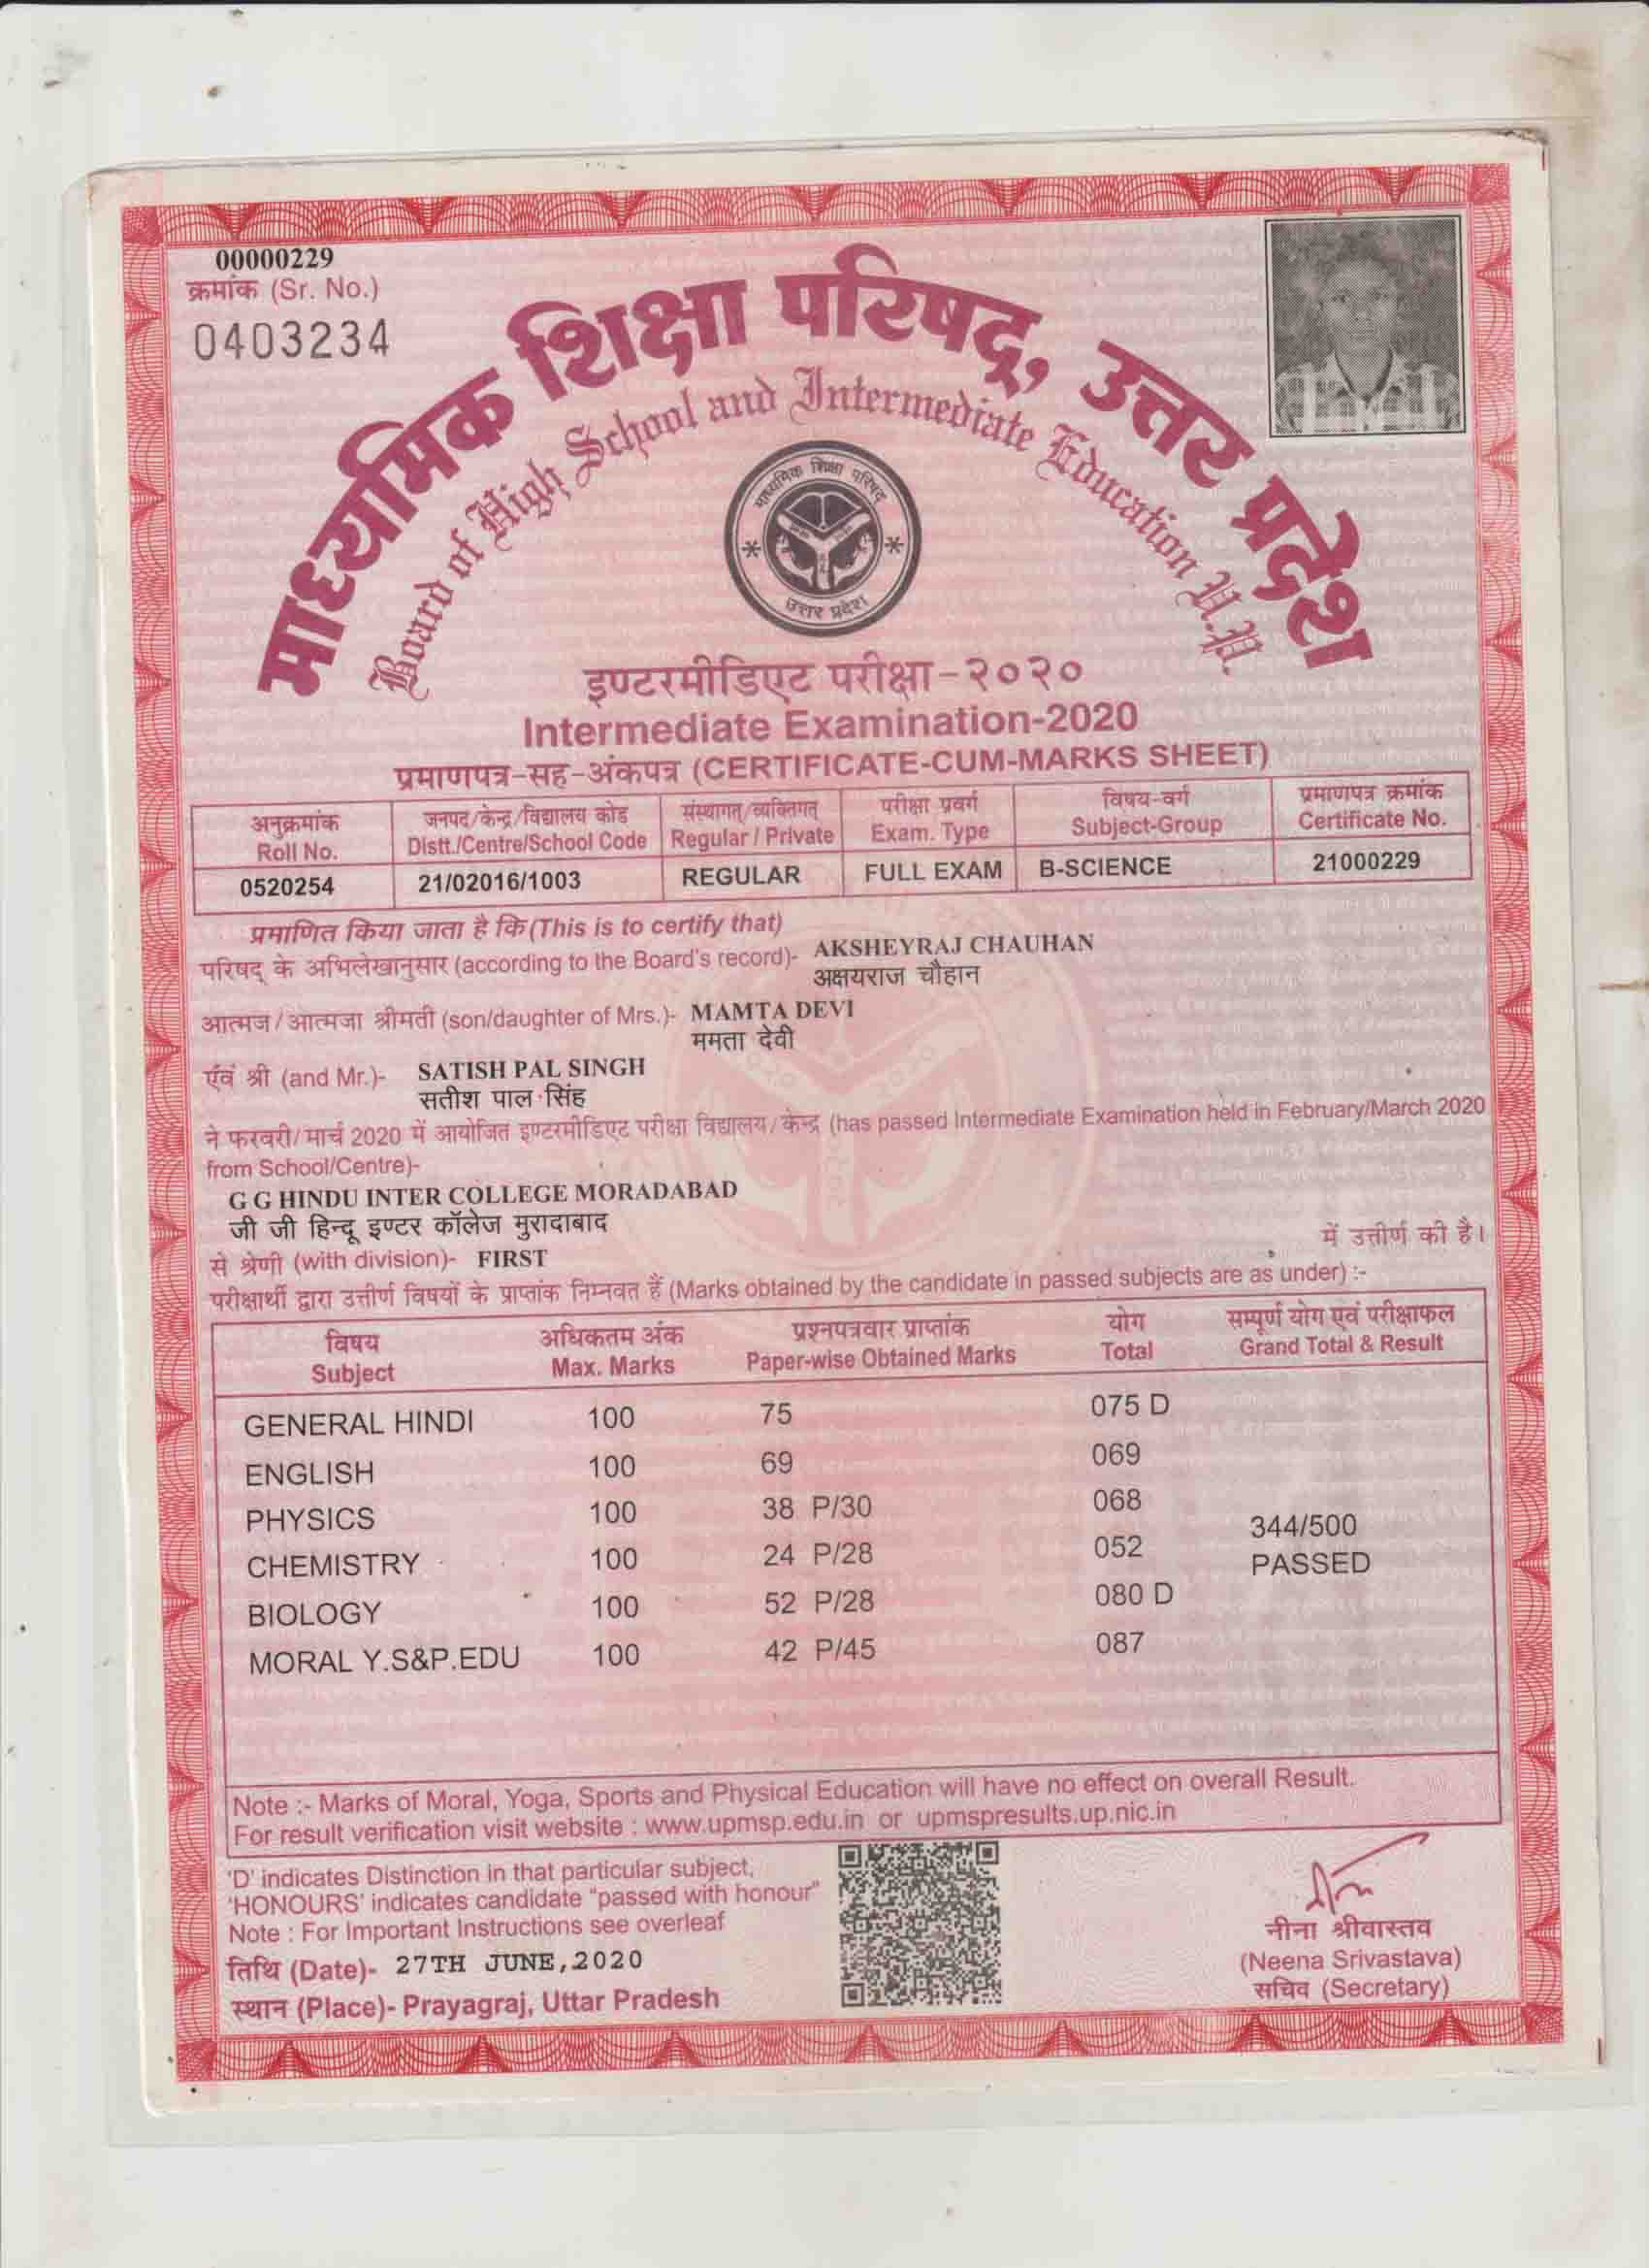 00000229
क्रमांक (Sr. No.)
0403234
माध्यमिक शिक्षा परिषद्, उत्तर प्रदेश
Board of High School and Intermediate Education U.P.
माध्यमिक शिक्षा परिषद
उत्तर प्रदेश
इण्टरमीडिएट परीक्षा-२०२०
Intermediate Examination-2020
प्रमाणपत्र-सह-अंकपत्र (CERTIFICATE-CUM-MARKS SHEET)
अनुक्रमांक जनपद/केन्द्र/विद्यालय कोड संस्थागत्/व्यक्तिगत् परीक्षा प्रवर्ग विषय-वर्ग प्रमाणपत्र क्रमांक
Roll No. Distt./Centre/School Code Regular / Private Exam. Type Subject-Group Certificate No.
0520254 21/02016/1003 REGULAR FULL EXAM B-SCIENCE 21000229
प्रमाणित किया जाता है कि (This is to certify that)
परिषद् के अभिलेखानुसार (according to the Board's record)- AKSHEYRAJ CHAUHAN
अक्षयराज चौहान
आत्मज / आत्मजा श्रीमती (son/daughter of Mrs.)- MAMTA DEVI
ममता देवी
एंव श्री (and Mr.)- SATISH PAL SINGH
सतीश पाल सिंह
ने फरवरी/मार्च 2020 में आयोजित इण्टरमीडिएट परीक्षा विद्यालय/केन्द्र (has passed Intermediate Examination held in February/March 2020
from School/Centre)-
G G HINDU INTER COLLEGE MORADABAD
जी जी हिन्दू इण्टर कॉलेज मुरादाबाद
से श्रेणी (with division)- FIRST में उत्तीर्ण की है।
परीक्षार्थी द्वारा उत्तीर्ण विषयों के प्राप्तांक निम्नवत हैं (Marks obtained by the candidate in passed subjects are as under) :-
विषय अधिकतम अंक प्रश्नपत्रवार प्राप्तांक योग सम्पूर्ण योग एवं परीक्षाफल
Subject Max. Marks Paper-wise Obtained Marks Total Grand Total & Result
GENERAL HINDI 100 75 075 D
ENGLISH 100 69 069
PHYSICS 100 38 P/30 068
344/500
CHEMISTRY 100 24 P/28 052
PASSED
BIOLOGY 100 52 P/28 080 D
MORAL Y.S&P.EDU 100 42 P/45 087
Note :- Marks of Moral, Yoga, Sports and Physical Education will have no effect on overall Result.
For result verification visit website : www.upmsp.edu.in or upmspresults.up.nic.in
'D' indicates Distinction in that particular subject,
'HONOURS' indicates candidate "passed with honour"
Note : For Important Instructions see overleaf
तिथि (Date)- 27TH JUNE,2020
स्थान (Place)- Prayagraj, Uttar Pradesh
नीना श्रीवास्तव
(Neena Srivastava)
सचिव (Secretary)